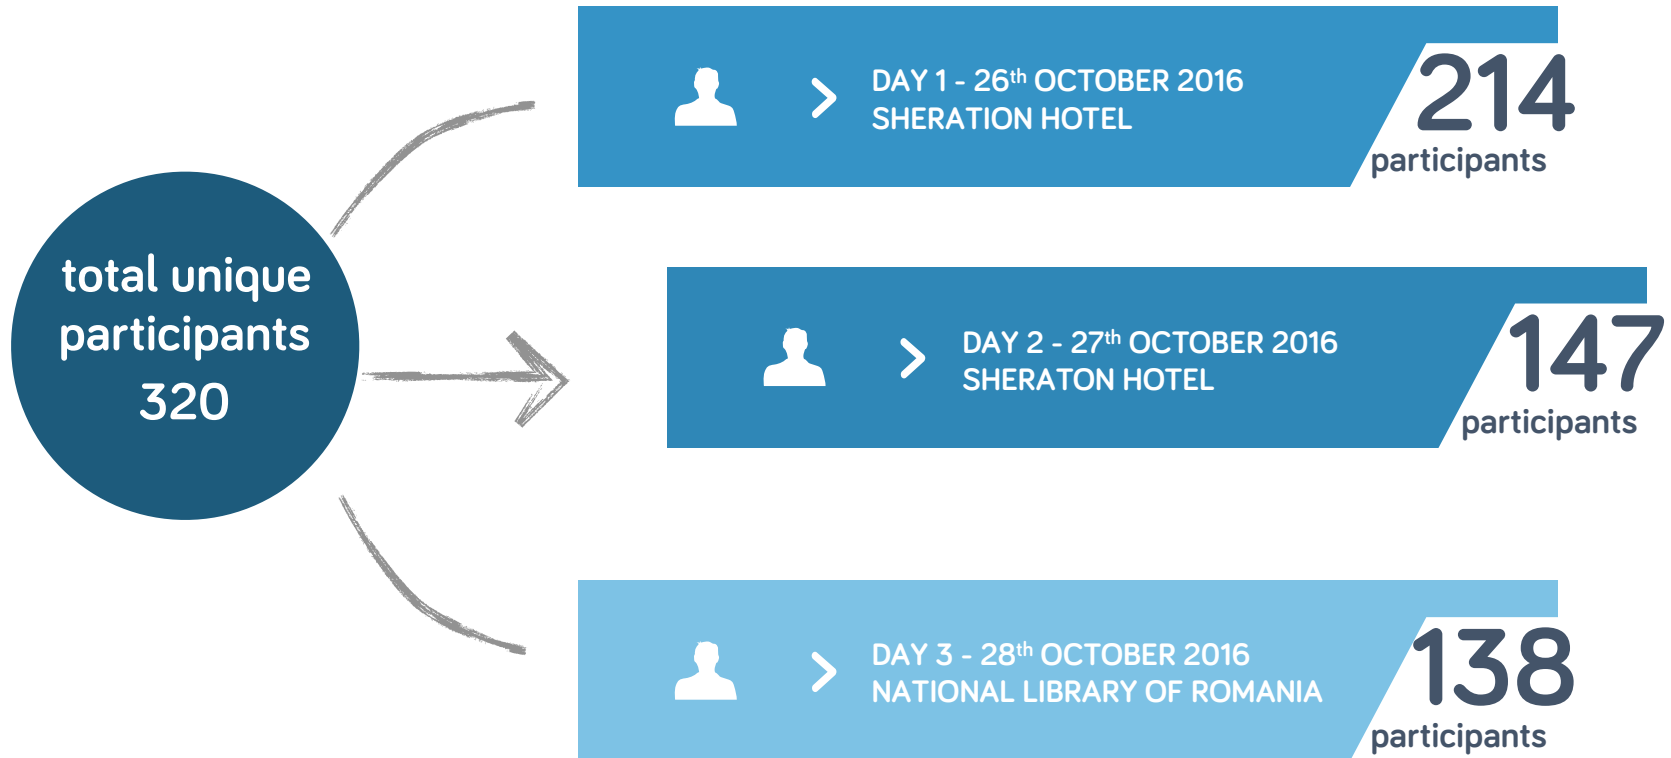 total unique
participants
320
DAY 1 - 26th OCTOBER 2016
SHERATION HOTEL
214
participants
DAY 2 - 27th OCTOBER 2016
SHERATON HOTEL
147
participants
DAY 3 - 28th OCTOBER 2016
NATIONAL LIBRARY OF ROMANIA
138
participants